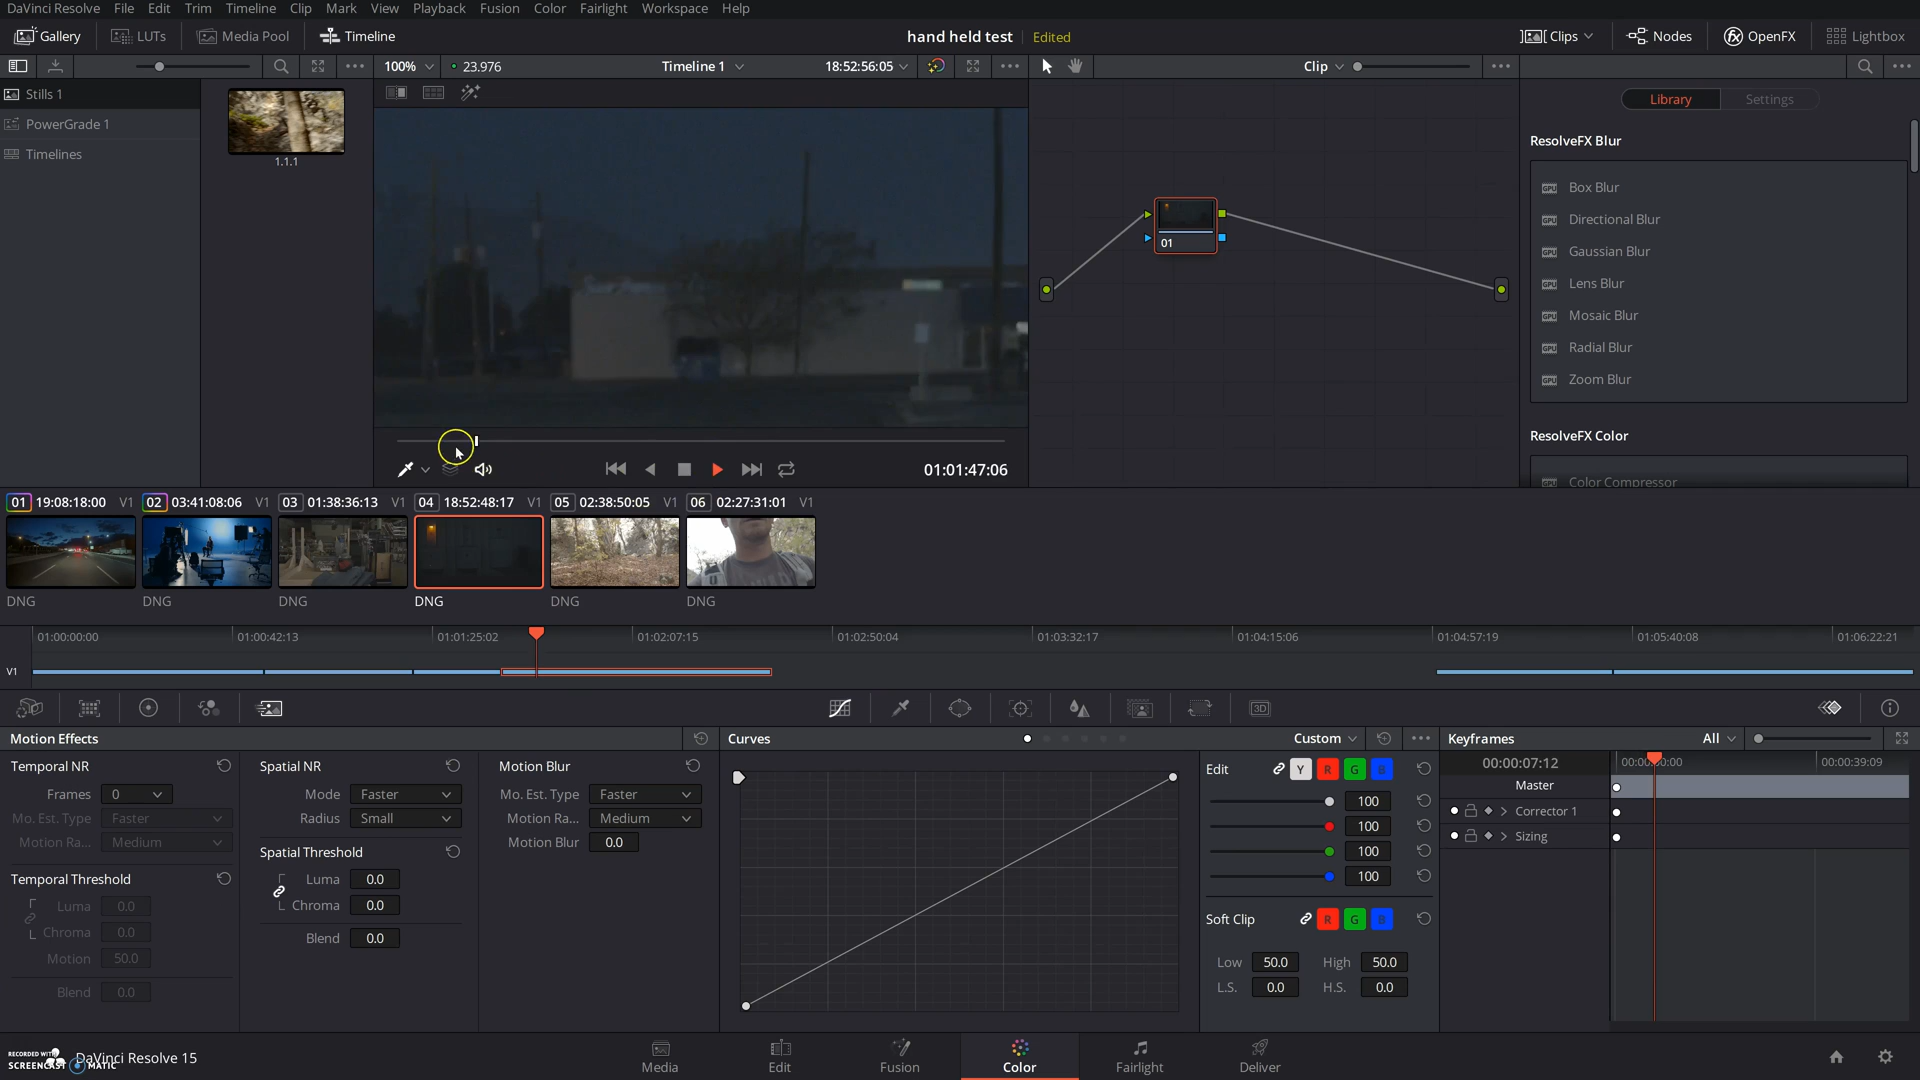 DaVinci Resolve File Edit Trim Timeline Clip Mark View Playback Fusion Color Fairlight Workspace Help
Gallery LUTs Media Pool Timeline hand held test Edited Clips Nodes OpenFX Lightbox
100% 23.976 Timeline 1 18:52:56:05 Clip
Stills 1
PowerGrade 1
Timelines
1.1.1
01
Library Settings
ResolveFX Blur
Box Blur
Directional Blur
Gaussian Blur
Lens Blur
Mosaic Blur
Radial Blur
Zoom Blur
ResolveFX Color
Color Compressor
01:01:47:06
01 19:08:18:00 V1 02 03:41:08:06 V1 03 01:38:36:13 V1 04 18:52:48:17 V1 05 02:38:50:05 V1 06 02:27:31:01 V1
DNG DNG DNG DNG DNG DNG
01:00:00:00 01:00:42:13 01:01:25:02 01:02:07:15 01:02:50:04 01:03:32:17 01:04:15:06 01:04:57:19 01:05:40:08 01:06:22:21
V1
3D
Motion Effects
Temporal NR
Frames 0
Mo. Est. Type Faster
Motion Ra... Medium
Temporal Threshold
Luma 0.0
Chroma 0.0
Motion 50.0
Blend 0.0
Spatial NR
Mode Faster
Radius Small
Spatial Threshold
Luma 0.0
Chroma 0.0
Blend 0.0
Motion Blur
Mo. Est. Type Faster
Motion Ra... Medium
Motion Blur 0.0
Curves Custom
Edit Y R G B
100
100
100
100
Soft Clip R G B
Low 50.0 High 50.0
L.S. 0.0 H.S. 0.0
Keyframes All
00:00:07:12 00:00:00:00 00:00:39:09
Master
Corrector 1
Sizing
RECORDED WITH
SCREENCAST MATIC
DaVinci Resolve 15
Media Edit Fusion Color Fairlight Deliver